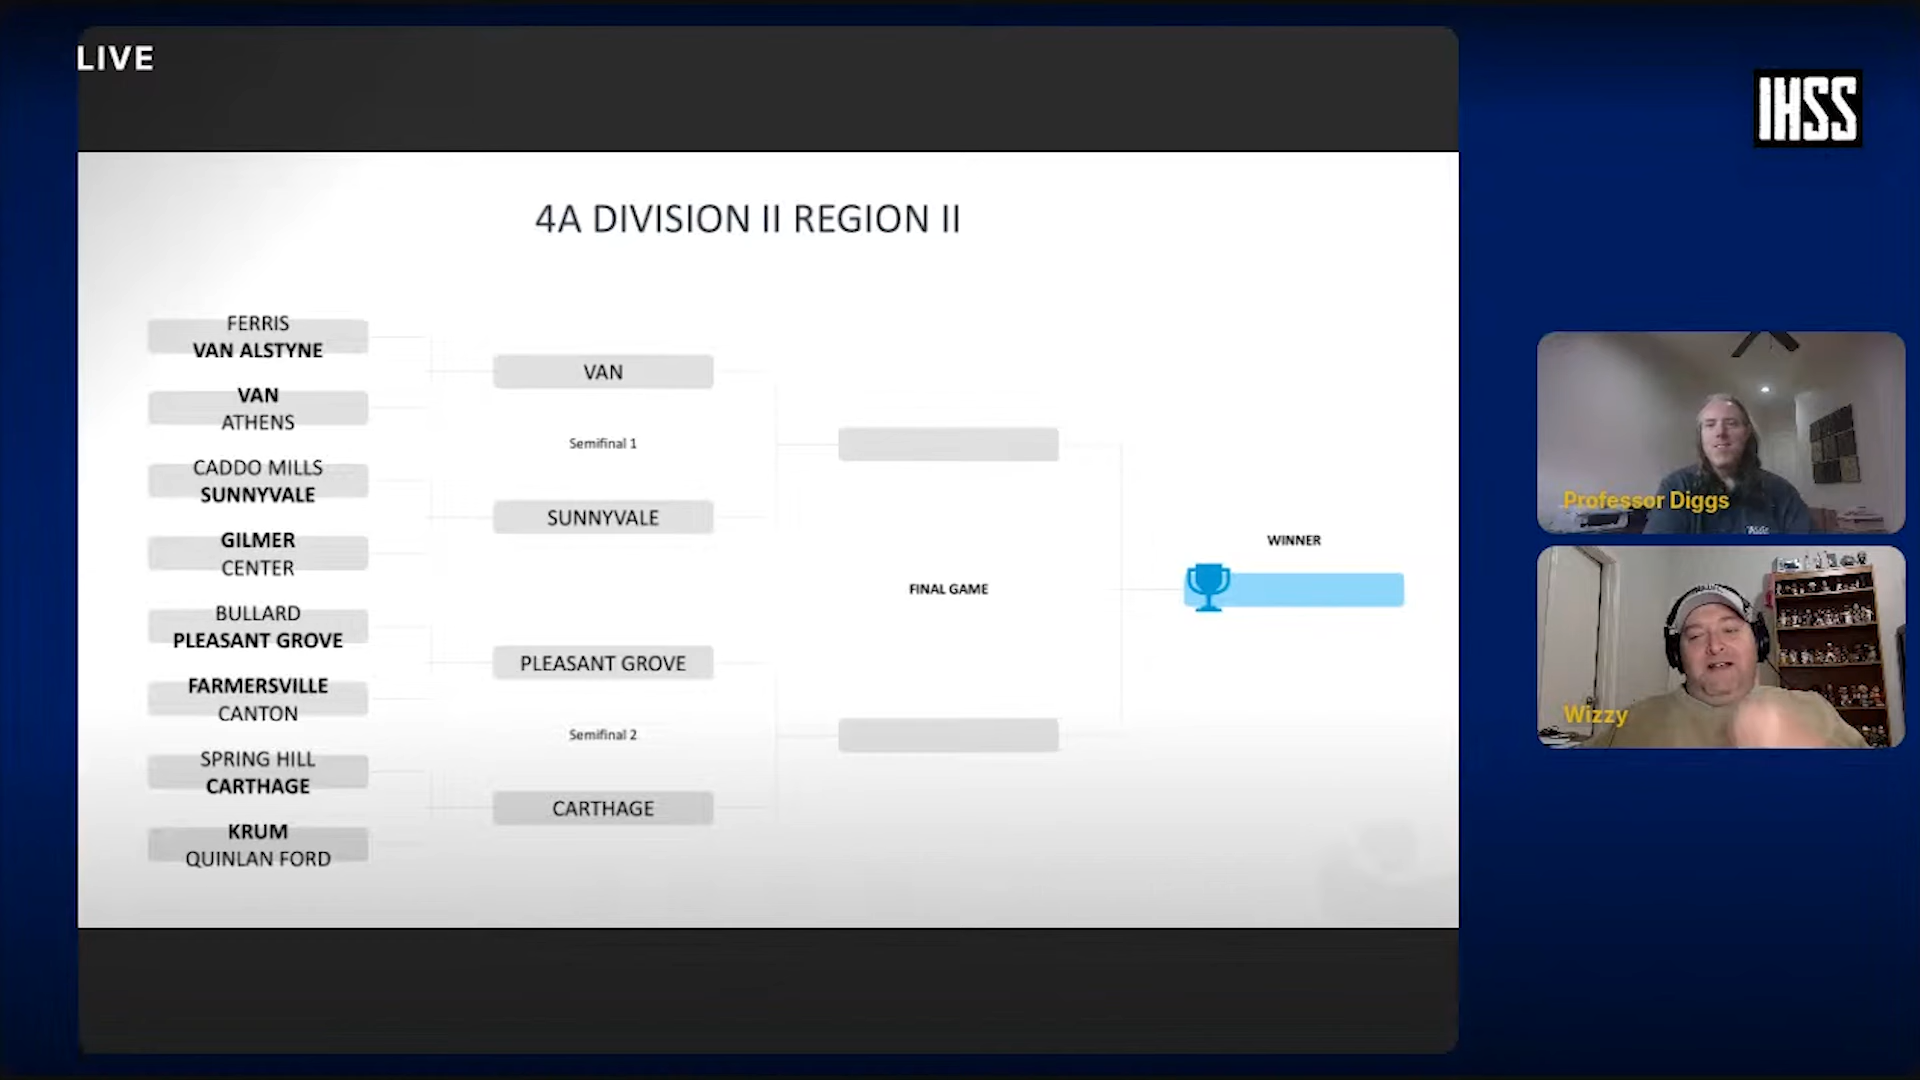 LIVE
IHSS
4A DIVISION II REGION II
FERRIS
VAN ALSTYNE
VAN
ATHENS
CADDO MILLS
SUNNYVALE
GILMER
CENTER
BULLARD
PLEASANT GROVE
FARMERSVILLE
CANTON
SPRING HILL
CARTHAGE
KRUM
QUINLAN FORD
VAN
Semifinal 1
SUNNYVALE
PLEASANT GROVE
Semifinal 2
CARTHAGE
FINAL GAME
WINNER
Professor Diggs
Wizzy